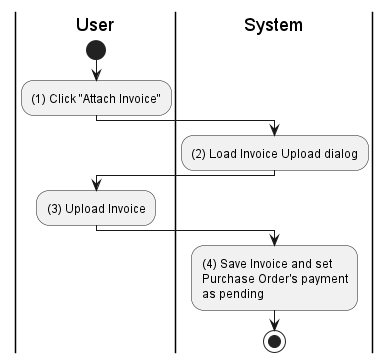 User
System
(1) Click "Attach Invoice"
(2) Load Invoice Upload dialog
(3) Upload Invoice
(4) Save Invoice and set
Purchase Order's payment
as pending